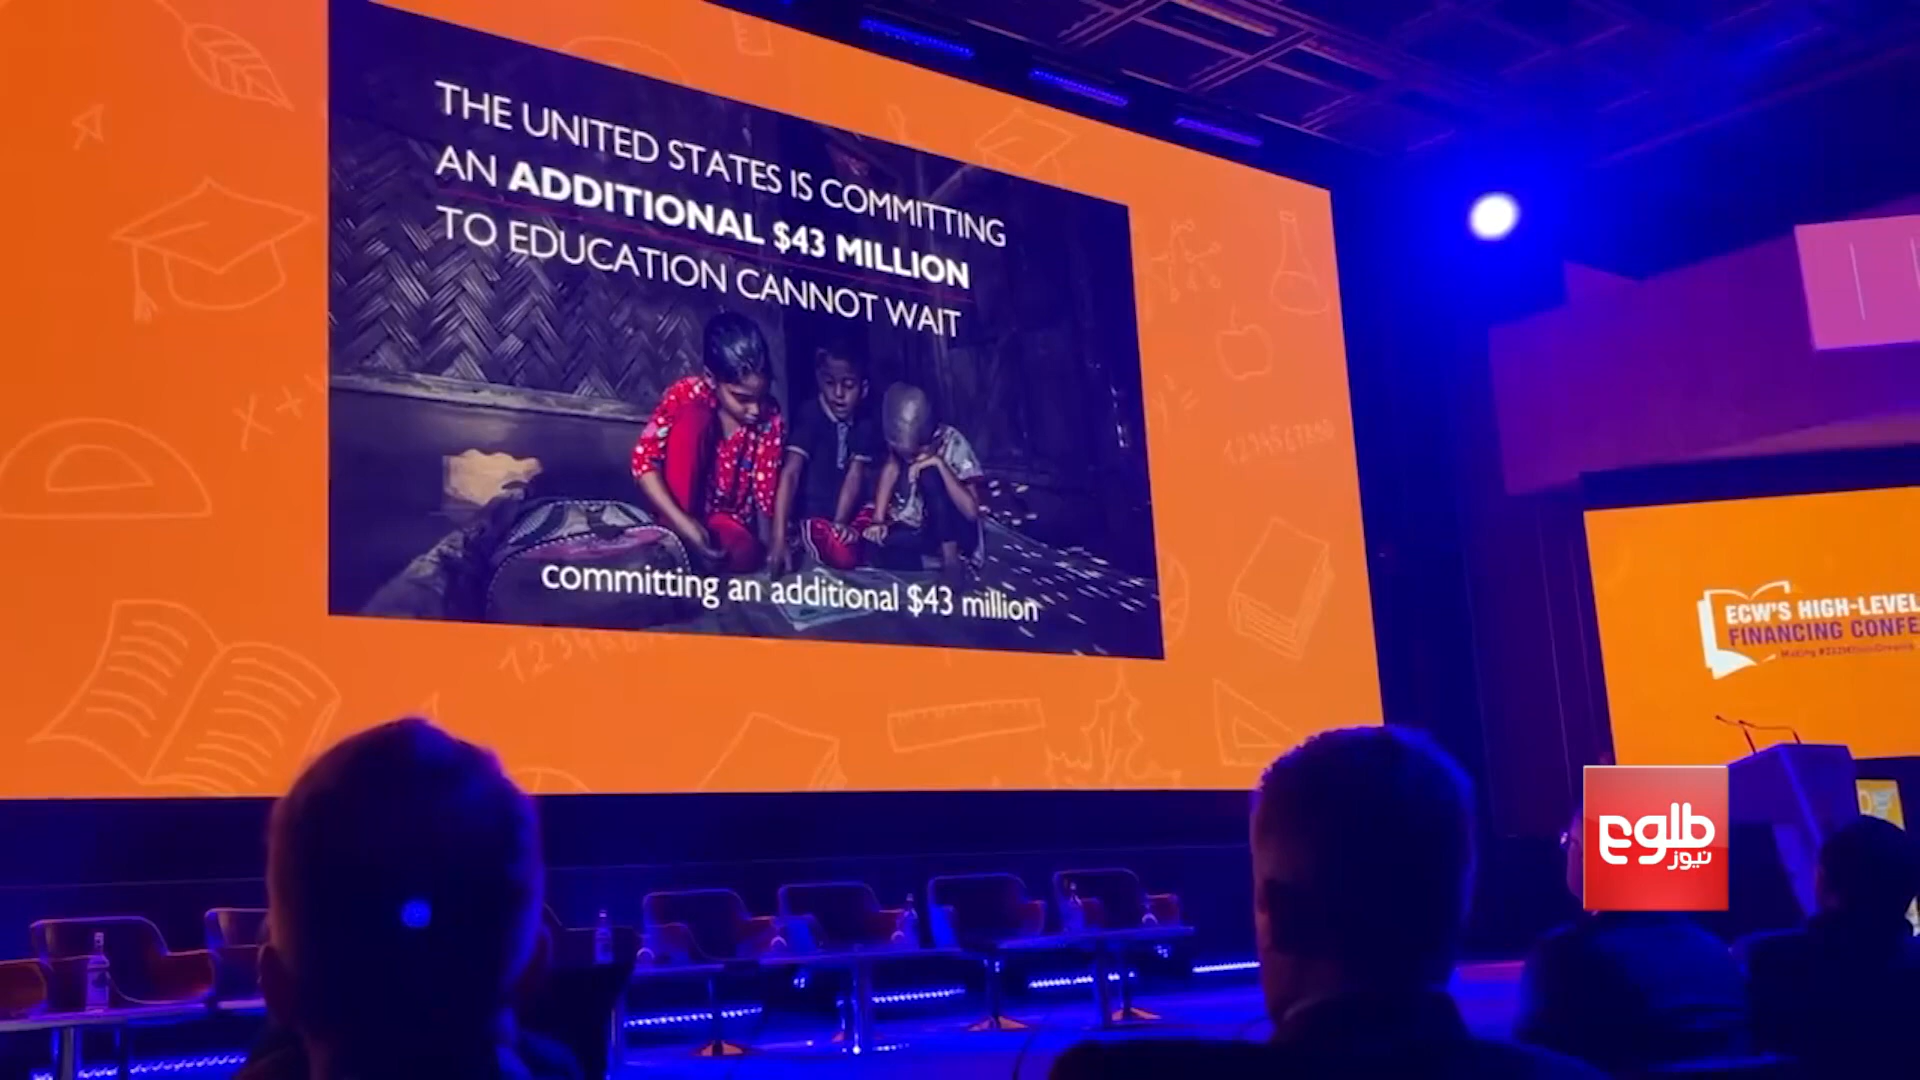 THE UNITED STATES IS COMMITTING
AN ADDITIONAL $43 MILLION
TO EDUCATION CANNOT WAIT
committing an additional $43 million
ECW'S HIGH-LEVEL
FINANCING CONFE
طلوع
نیوز